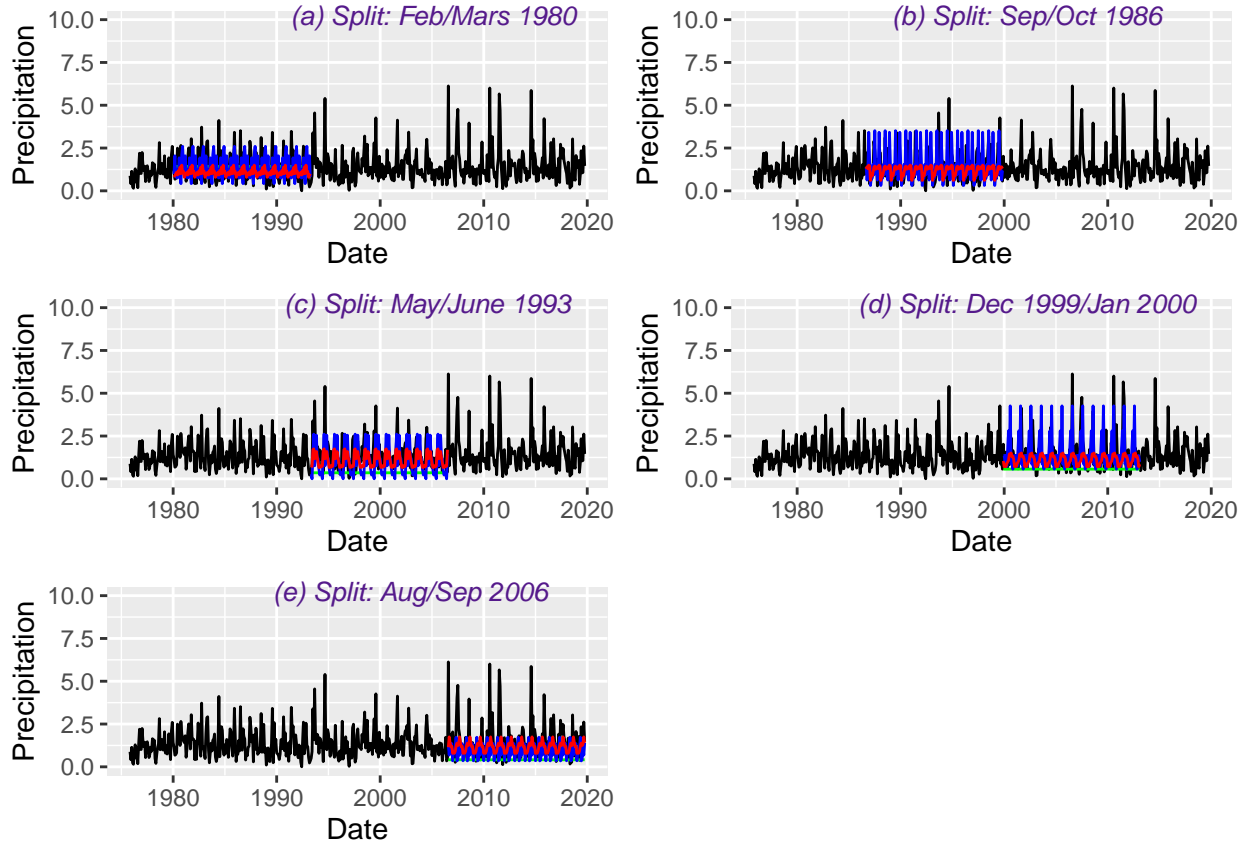 (a) Split: Feb/Mars 1980
Precipitation
10.0
7.5
5.0
2.5
0.0
1980 1990 2000 2010 2020
Date
(b) Split: Sep/Oct 1986
Precipitation
10.0
7.5
5.0
2.5
0.0
1980 1990 2000 2010 2020
Date
(c) Split: May/June 1993
Precipitation
10.0
7.5
5.0
2.5
0.0
1980 1990 2000 2010 2020
Date
(d) Split: Dec 1999/Jan 2000
Precipitation
10.0
7.5
5.0
2.5
0.0
1980 1990 2000 2010 2020
Date
(e) Split: Aug/Sep 2006
Precipitation
10.0
7.5
5.0
2.5
0.0
1980 1990 2000 2010 2020
Date